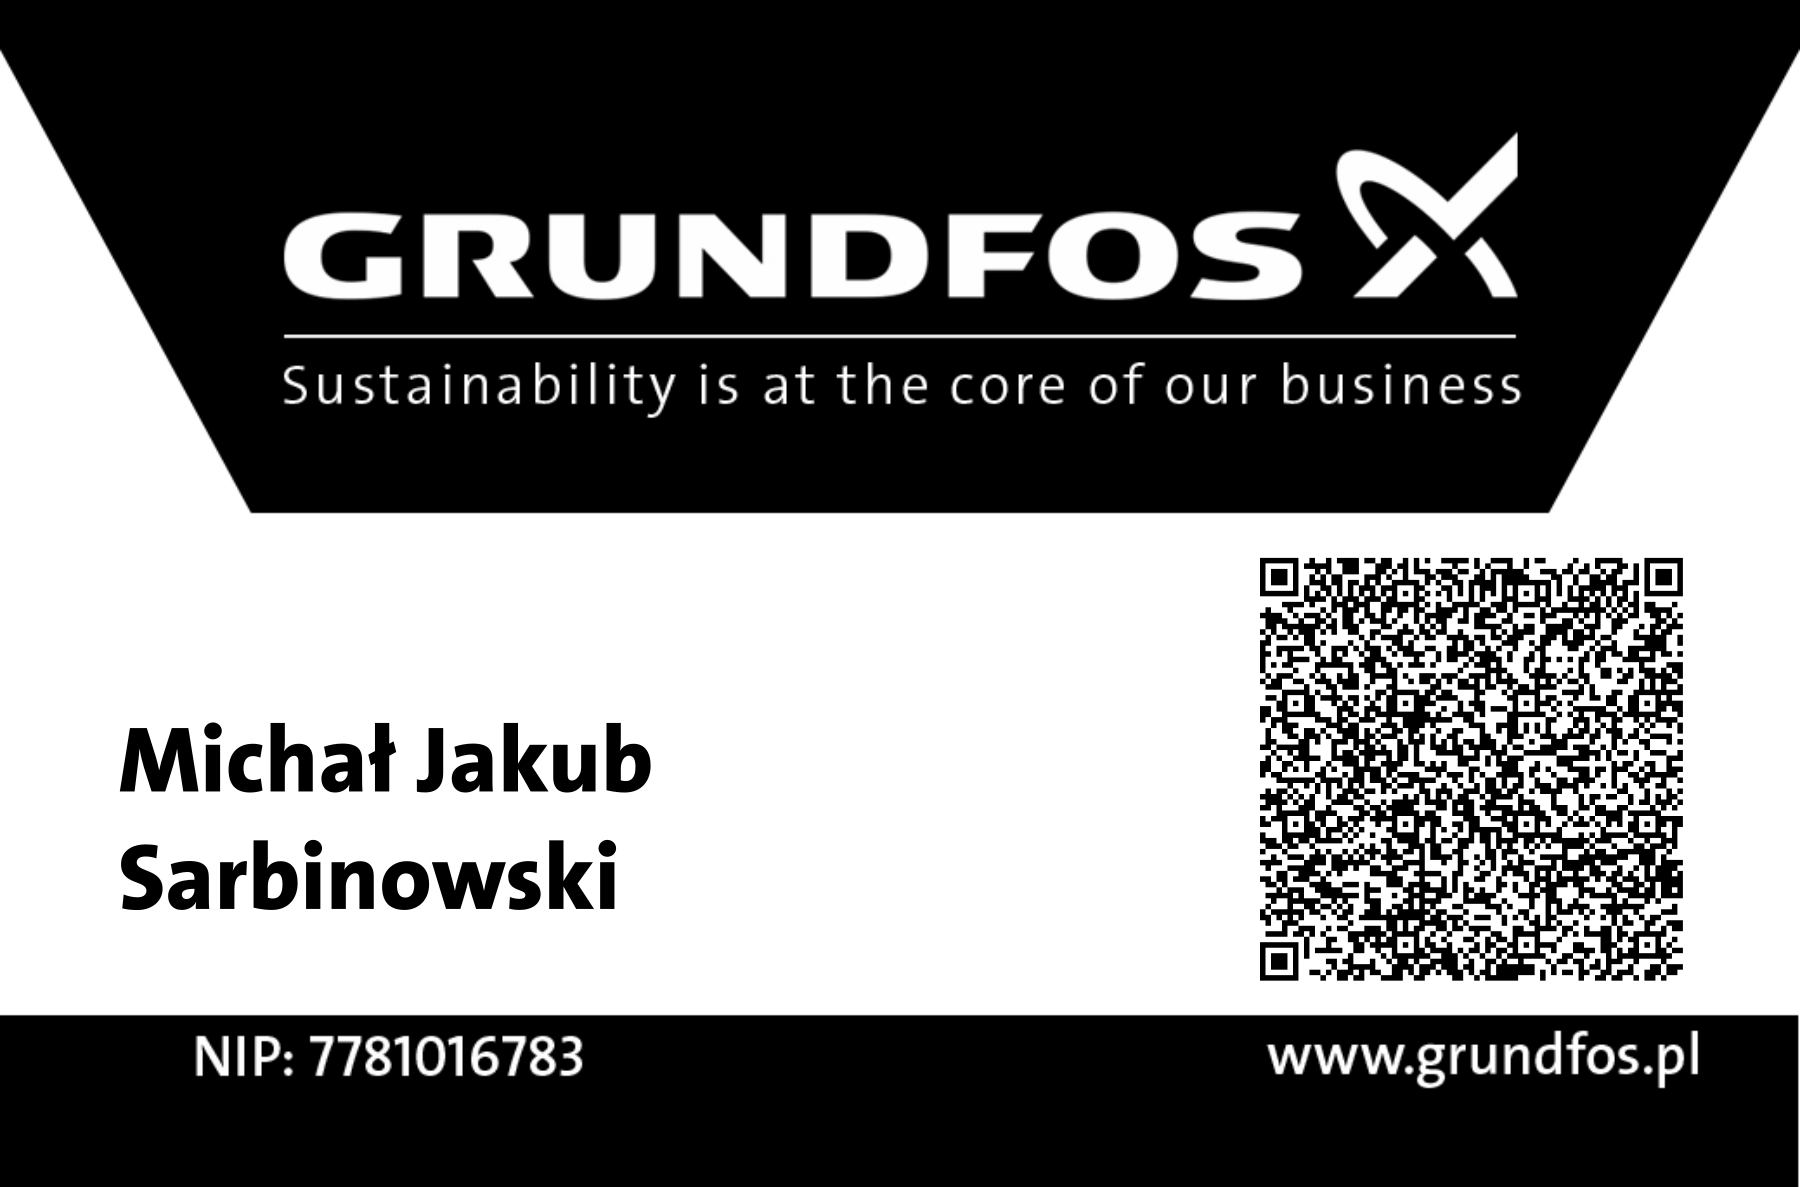 GRUNDFOS
Sustainability is at the core of our business
Michał Jakub
Sarbinowski
NIP: 7781016783
www.grundfos.pl